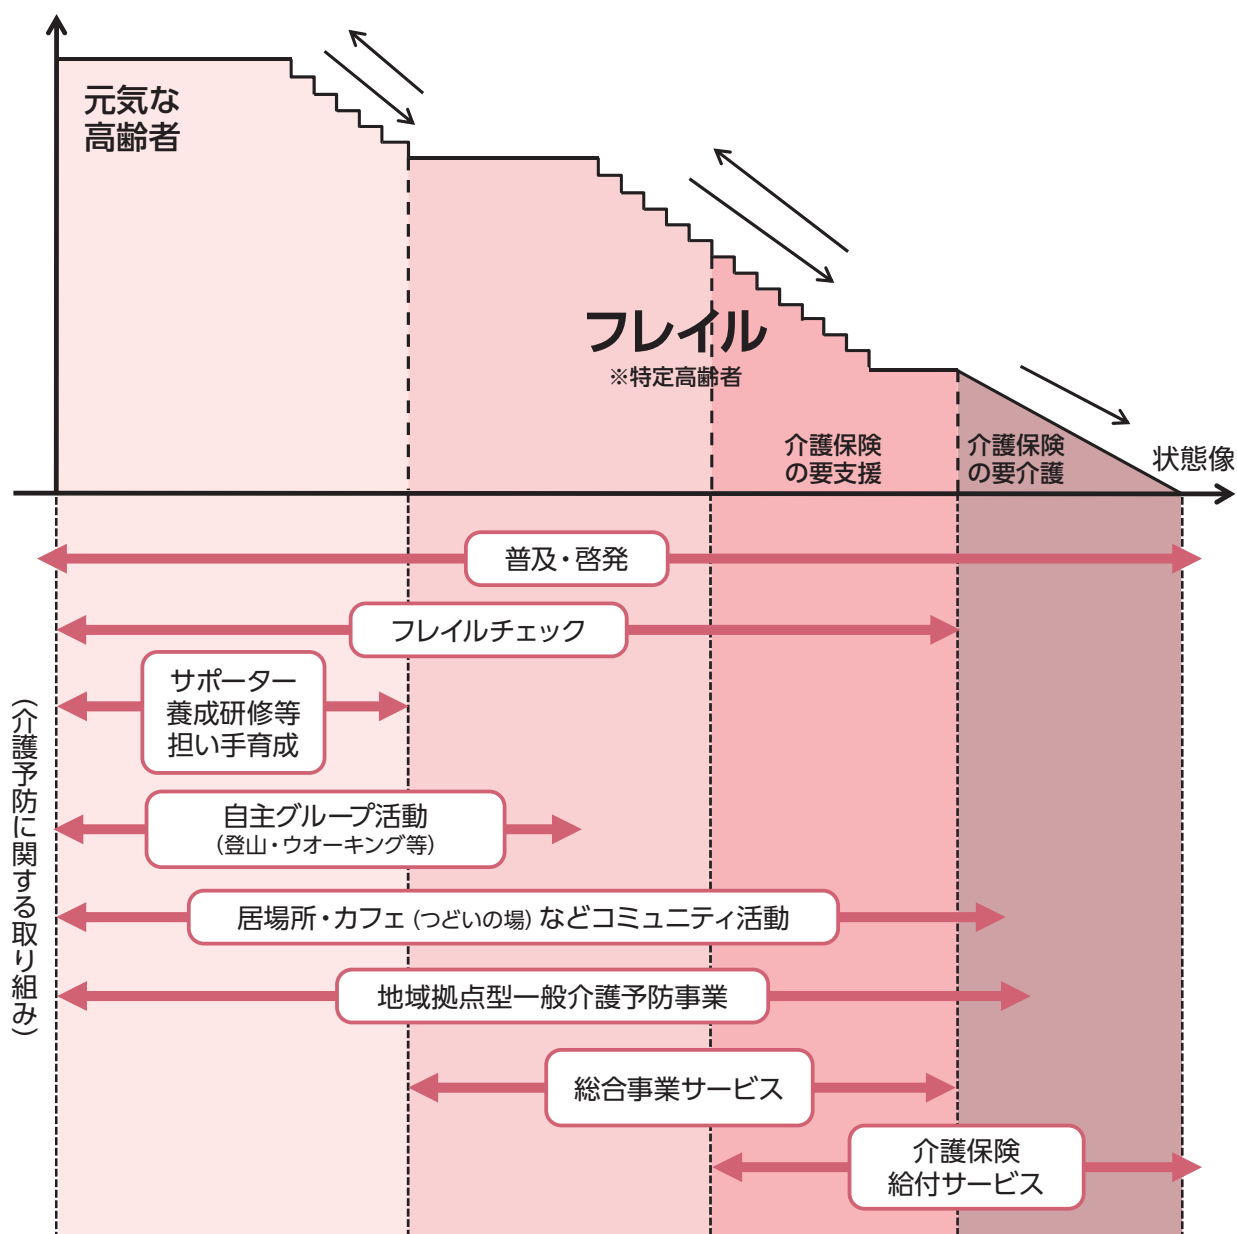 元気な
高齢者
フレイル
※特定高齢者
介護保険
の要支援
介護保険
の要介護
状態像
(介護予防に関する取り組み)
普及・啓発
フレイルチェック
サポーター
養成研修等
担い手育成
自主グループ活動
(登山・ウオーキング等)
居場所・カフェ(つどいの場)などコミュニティ活動
地域拠点型一般介護予防事業
総合事業サービス
介護保険
給付サービス